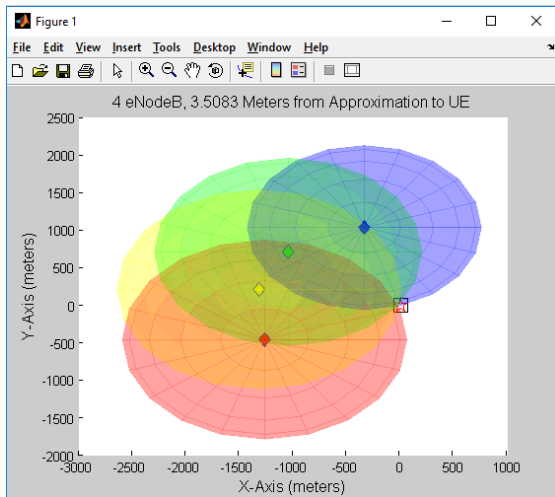 Figure 1
File Edit View Insert Tools Desktop Window Help
4 eNodeB, 3.5083 Meters from Approximation to UE
2500
2000
1500
1000
500
0
-500
-1000
-1500
-2000
Y-Axis (meters)
-3000 -2500 -2000 -1500 -1000 -500 0 500 1000
X-Axis (meters)